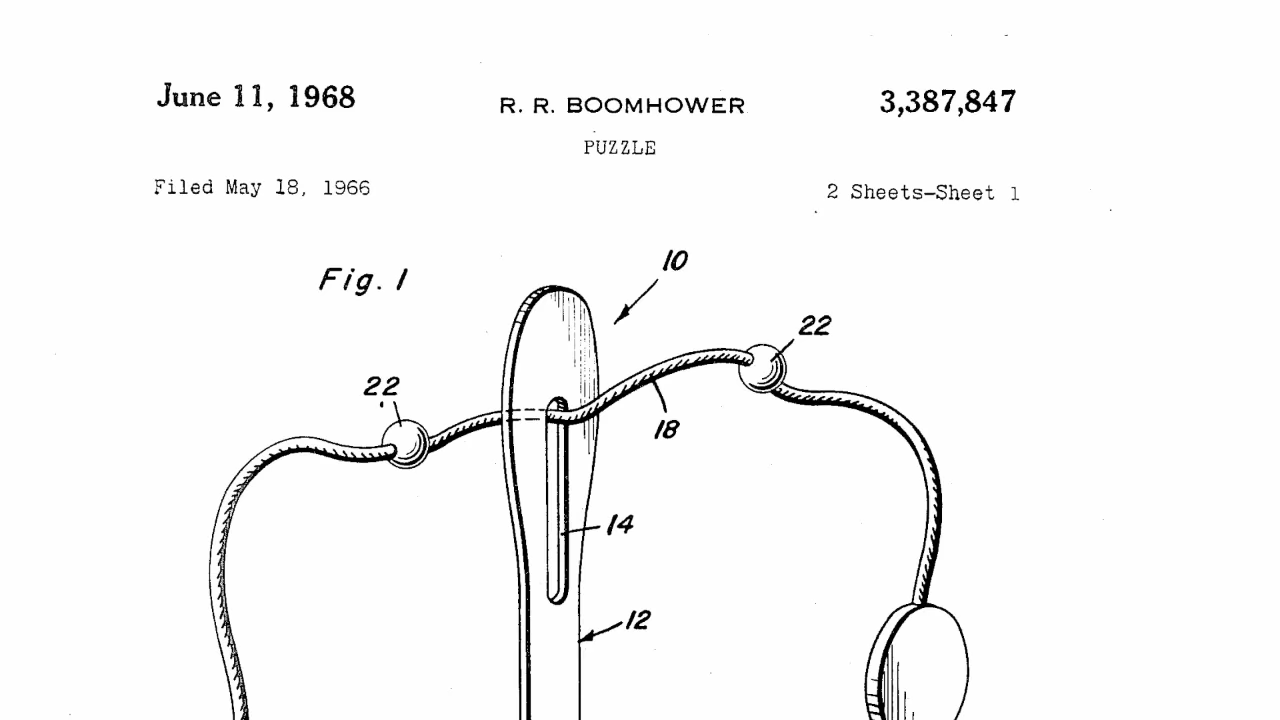 June 11, 1968
R. R. BOOMHOWER
3,387,847
PUZZLE
Filed May 18, 1966
2 Sheets-Sheet 1
Fig. 1
10
22
22
18
14
12